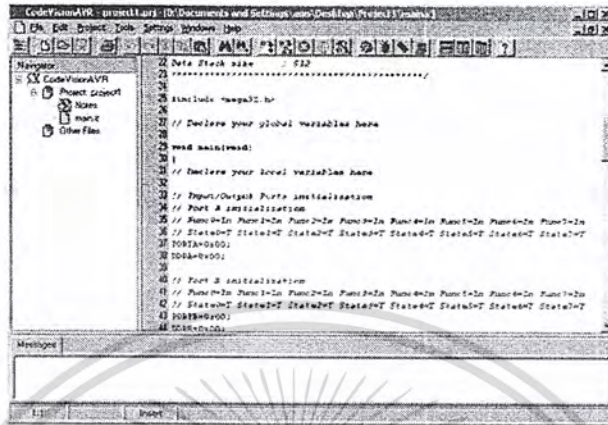 CodeVisionAVR - project1.prj - [D:\Documents and Settings\ \Desktop\Project1\main.c]
File Edit Project Tools Settings Windows Help
Navigator
CodeVisionAVR
Project: project1
Notes
main.c
Other Files
22 Data Stack size : 512
23 *****************************************************/
24
25 #include <mega32.h>
26
27 // Declare your global variables here
28
29 void main(void)
30 {
31 // Declare your local variables here
32
33 // Input/Output Ports initialization
34 // Port A initialization
35 // Func0=In Func1=In Func2=In Func3=In Func4=In Func5=In Func6=In Func7=In
36 // State0=T State1=T State2=T State3=T State4=T State5=T State6=T State7=T
37 PORTA=0x00;
38 DDRA=0x00;
39
40 // Port B initialization
41 // Func0=In Func1=In Func2=In Func3=In Func4=In Func5=In Func6=In Func7=In
42 // State0=T State1=T State2=T State3=T State4=T State5=T State6=T State7=T
43 PORTB=0x00;
44 DDRB=0x00;
Messages
1:1
Insert